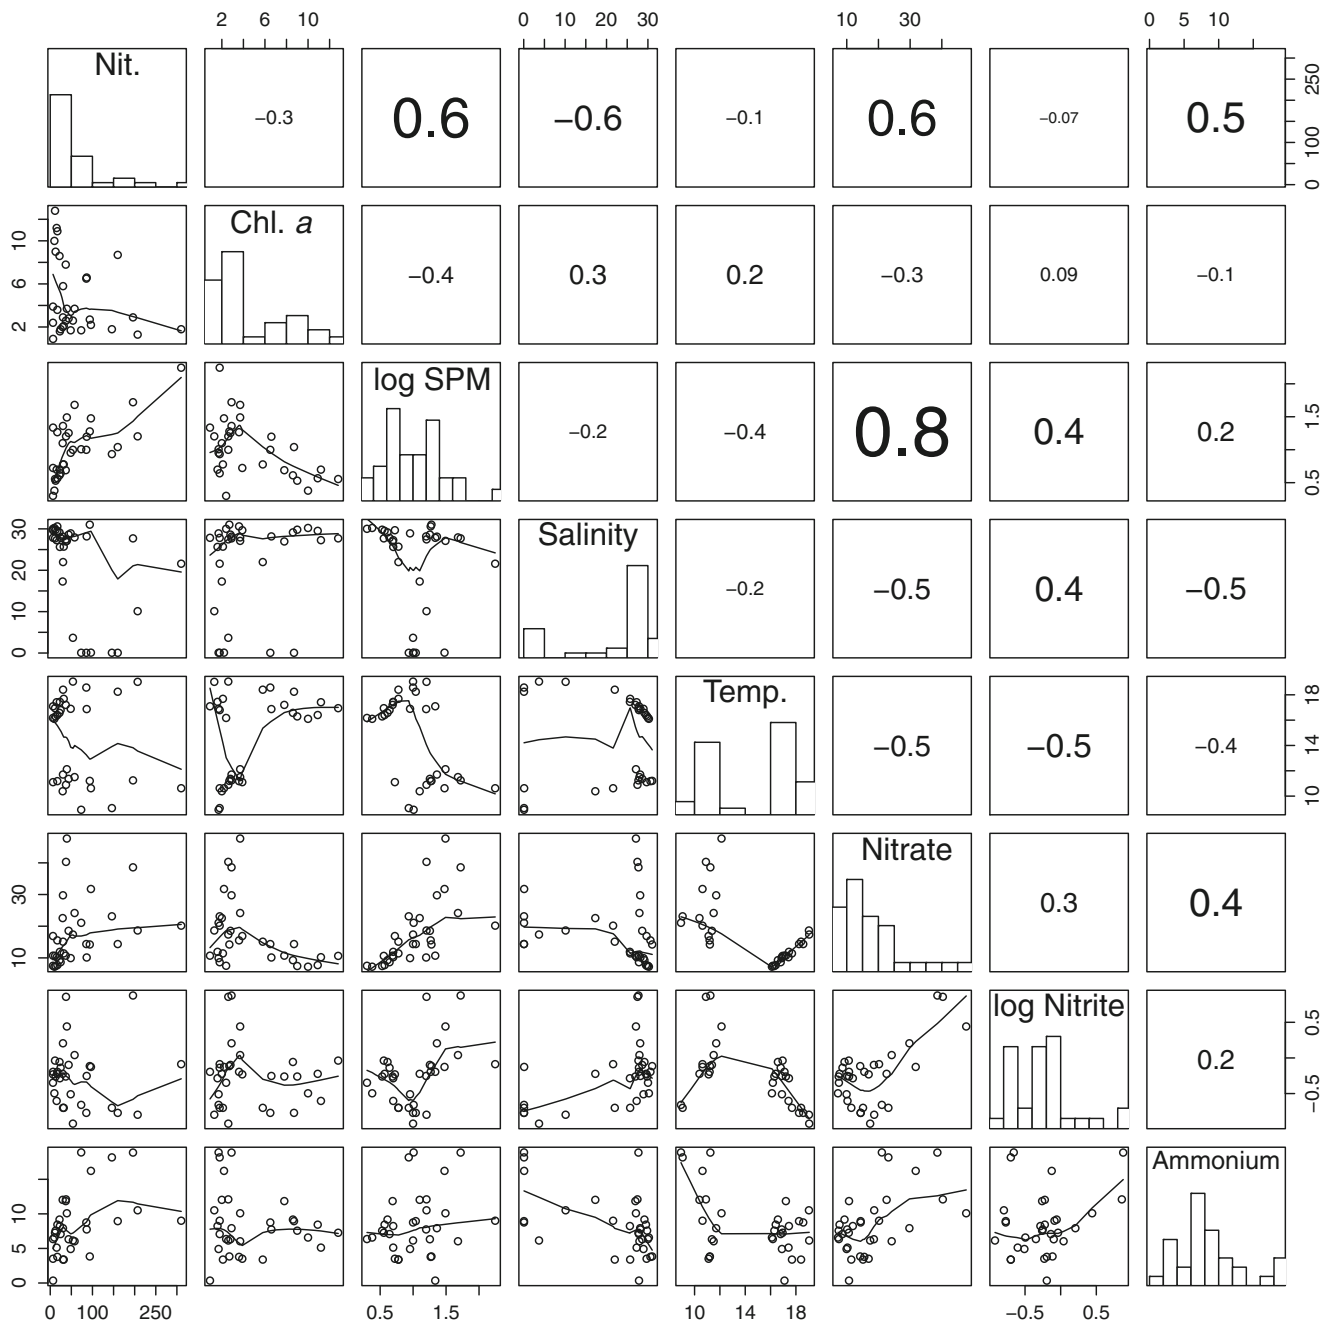 2 6 10 0 10 20 30 10 30 0 5 10
Nit. −0.3 0.6 −0.6 −0.1 0.6 −0.07 0.5
0 100 250
Chl. a −0.4 0.3 0.2 −0.3 0.09 −0.1
2 6 10
log SPM −0.2 −0.4 0.8 0.4 0.2
0.5 1.5
Salinity −0.2 −0.5 0.4 −0.5
0 10 20 30
Temp. −0.5 −0.5 −0.4
10 14 18
Nitrate 0.3 0.4
10 30
log Nitrite 0.2
−0.5 0.5
Ammonium
0 5 10
0 100 250 0.5 1.5 10 14 18 −0.5 0.5